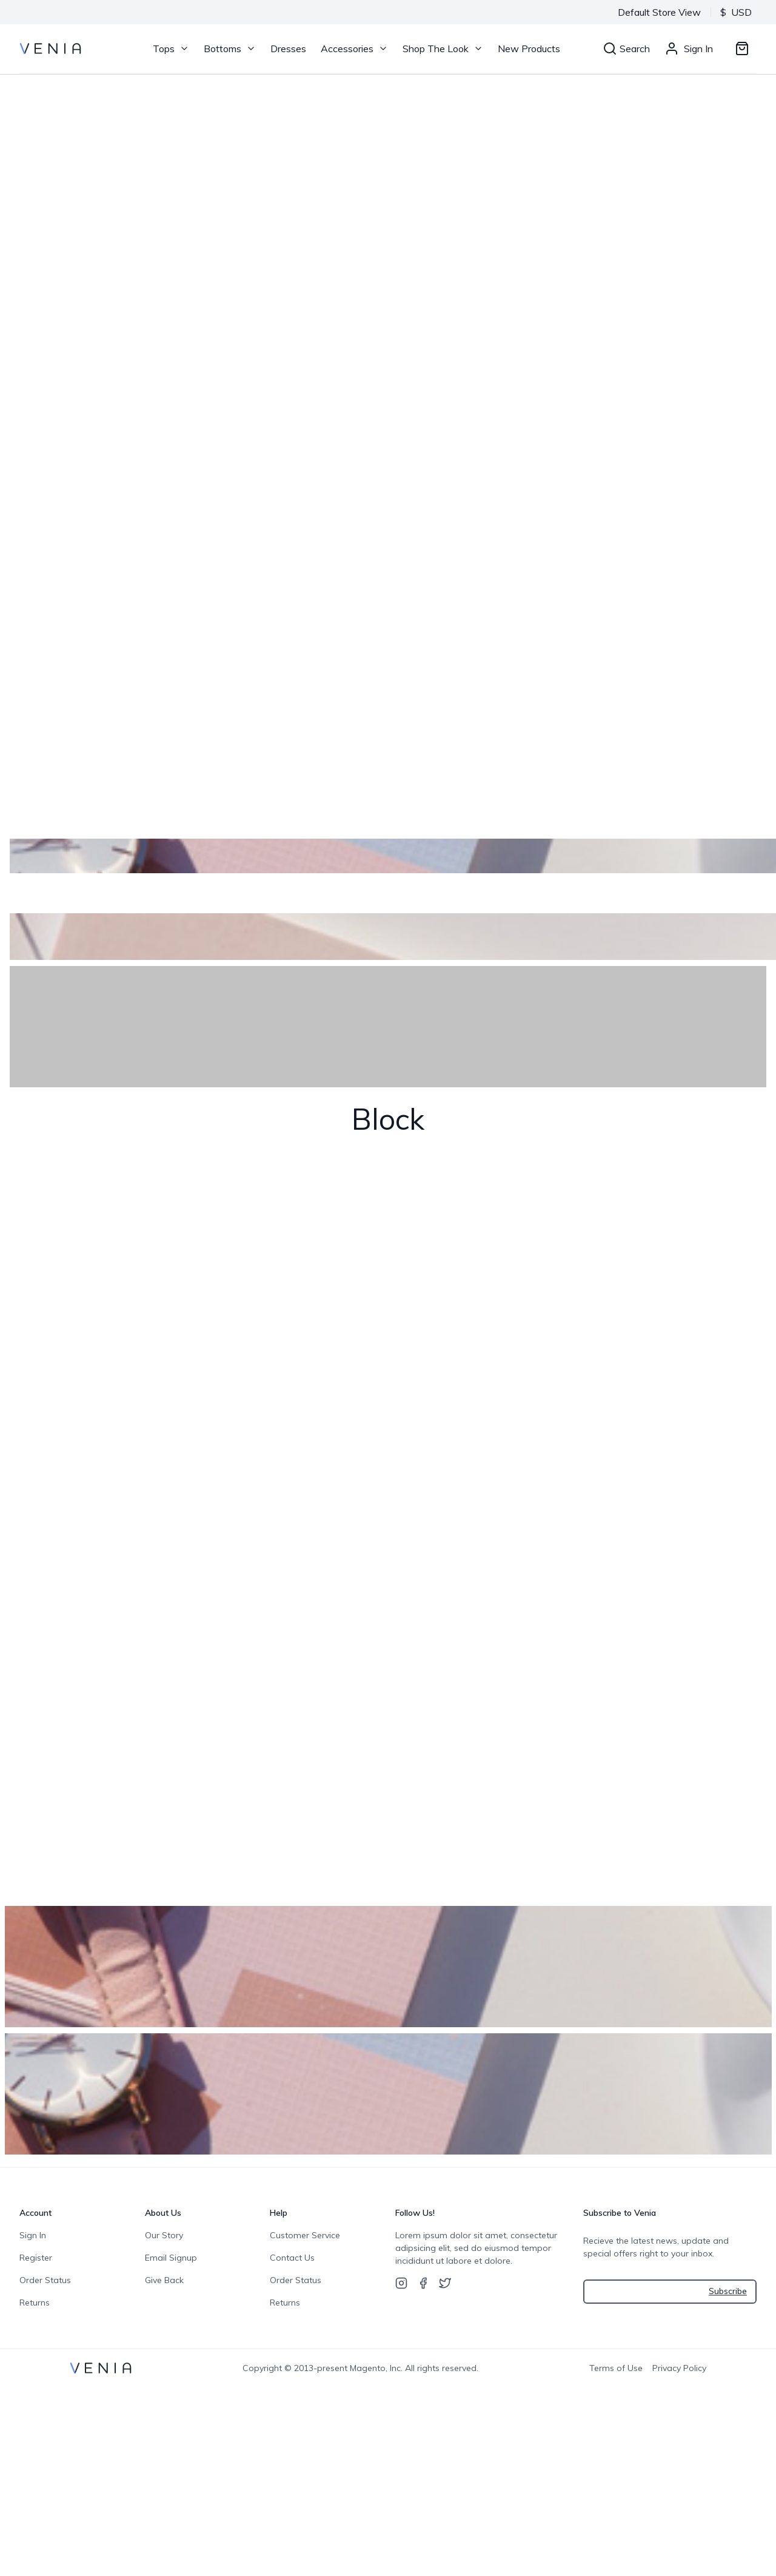 Default Store View $ USD
VENIA Tops Bottoms Dresses Accessories Shop The Look New Products Search Sign In
Block
Account
Sign In
Register
Order Status
Returns
About Us
Our Story
Email Signup
Give Back
Help
Customer Service
Contact Us
Order Status
Returns
Follow Us!
Lorem ipsum dolor sit amet, consectetur
adipsicing elit, sed do eiusmod tempor
incididunt ut labore et dolore.
Subscribe to Venia
Recieve the latest news, update and
special offers right to your inbox.
Subscribe
VENIA Copyright © 2013-present Magento, Inc. All rights reserved. Terms of Use Privacy Policy